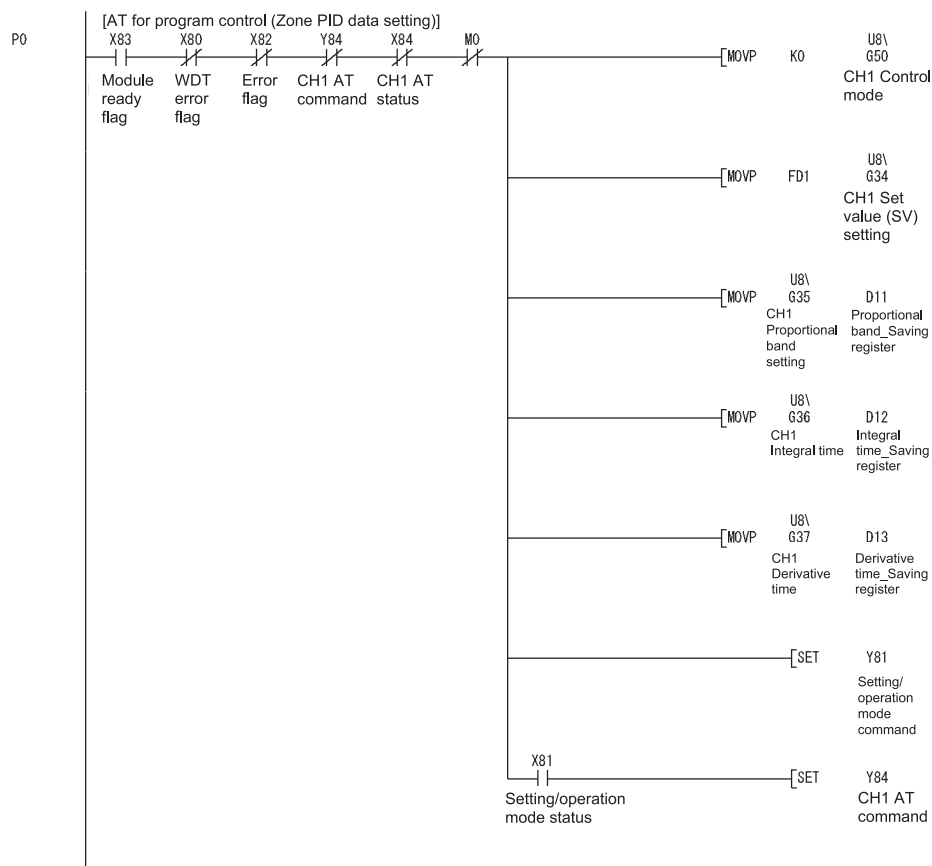 [AT for program control (Zone PID data setting)]
P0
X83 X80 X82 Y84 X84 M0
Module ready flag
WDT error flag
Error flag
CH1 AT command
CH1 AT status
[MOVP K0 U8\ G50
CH1 Control mode
[MOVP FD1 U8\ G34
CH1 Set value (SV) setting
[MOVP U8\ G35 D11
CH1 Proportional band setting
Proportional band_Saving register
[MOVP U8\ G36 D12
CH1 Integral time
Integral time_Saving register
[MOVP U8\ G37 D13
CH1 Derivative time
Derivative time_Saving register
[SET Y81
Setting/ operation mode command
X81
Setting/operation mode status
[SET Y84
CH1 AT command